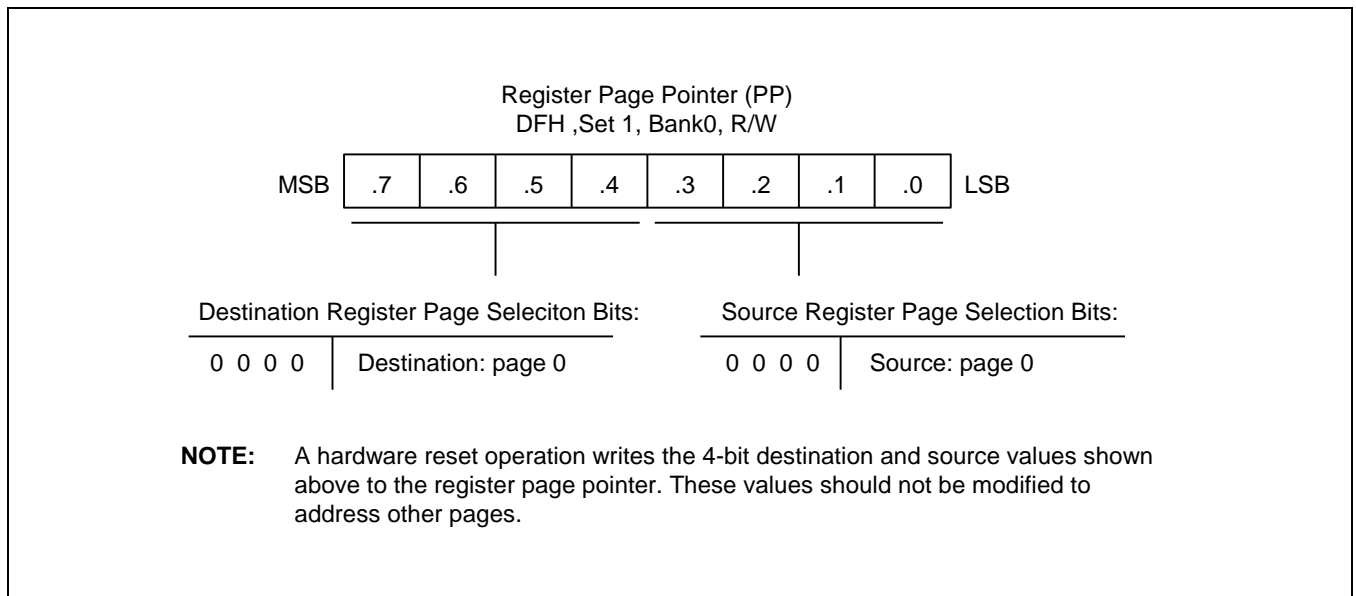 Register Page Pointer (PP)
DFH ,Set 1, Bank0, R/W
MSB .7 .6 .5 .4 .3 .2 .1 .0 LSB
Destination Register Page Seleciton Bits:
0 0 0 0 Destination: page 0
Source Register Page Selection Bits:
0 0 0 0 Source: page 0
NOTE: A hardware reset operation writes the 4-bit destination and source values shown
above to the register page pointer. These values should not be modified to
address other pages.